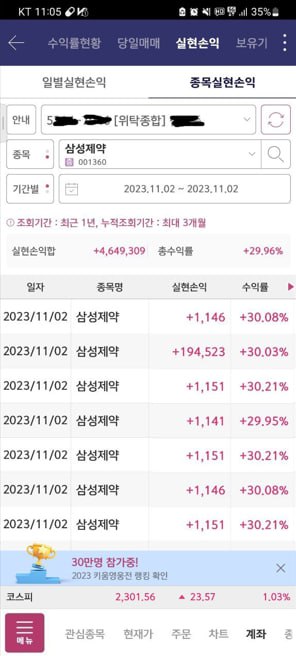 KT 11:05 35%
수익률현황 당일매매 실현손익 보유기
일별실현손익 종목실현손익
안내 5 [위탁종합]
종목 삼성제약
001360
기간별 2023.11.02 ~ 2023.11.02
조회기간 : 최근 1년, 누적조회기간 : 최대 3개월
실현손익합 +4,649,309 총수익률 +29.96%
일자 종목명 실현손익 수익률
2023/11/02 삼성제약 +1,146 +30.08%
2023/11/02 삼성제약 +194,523 +30.03%
2023/11/02 삼성제약 +1,151 +30.21%
2023/11/02 삼성제약 +1,141 +29.95%
2023/11/02 삼성제약 +1,151 +30.21%
2023/11/02 삼성제약 +1,146 +30.08%
2023/11/02 삼성제약 +1,151 +30.21%
30만명 참가중!
2023 키움영웅전 랭킹 확인
코스피 2,301.56 ▲ 23.57 1.03%
메뉴 관심종목 현재가 주문 차트 계좌 종